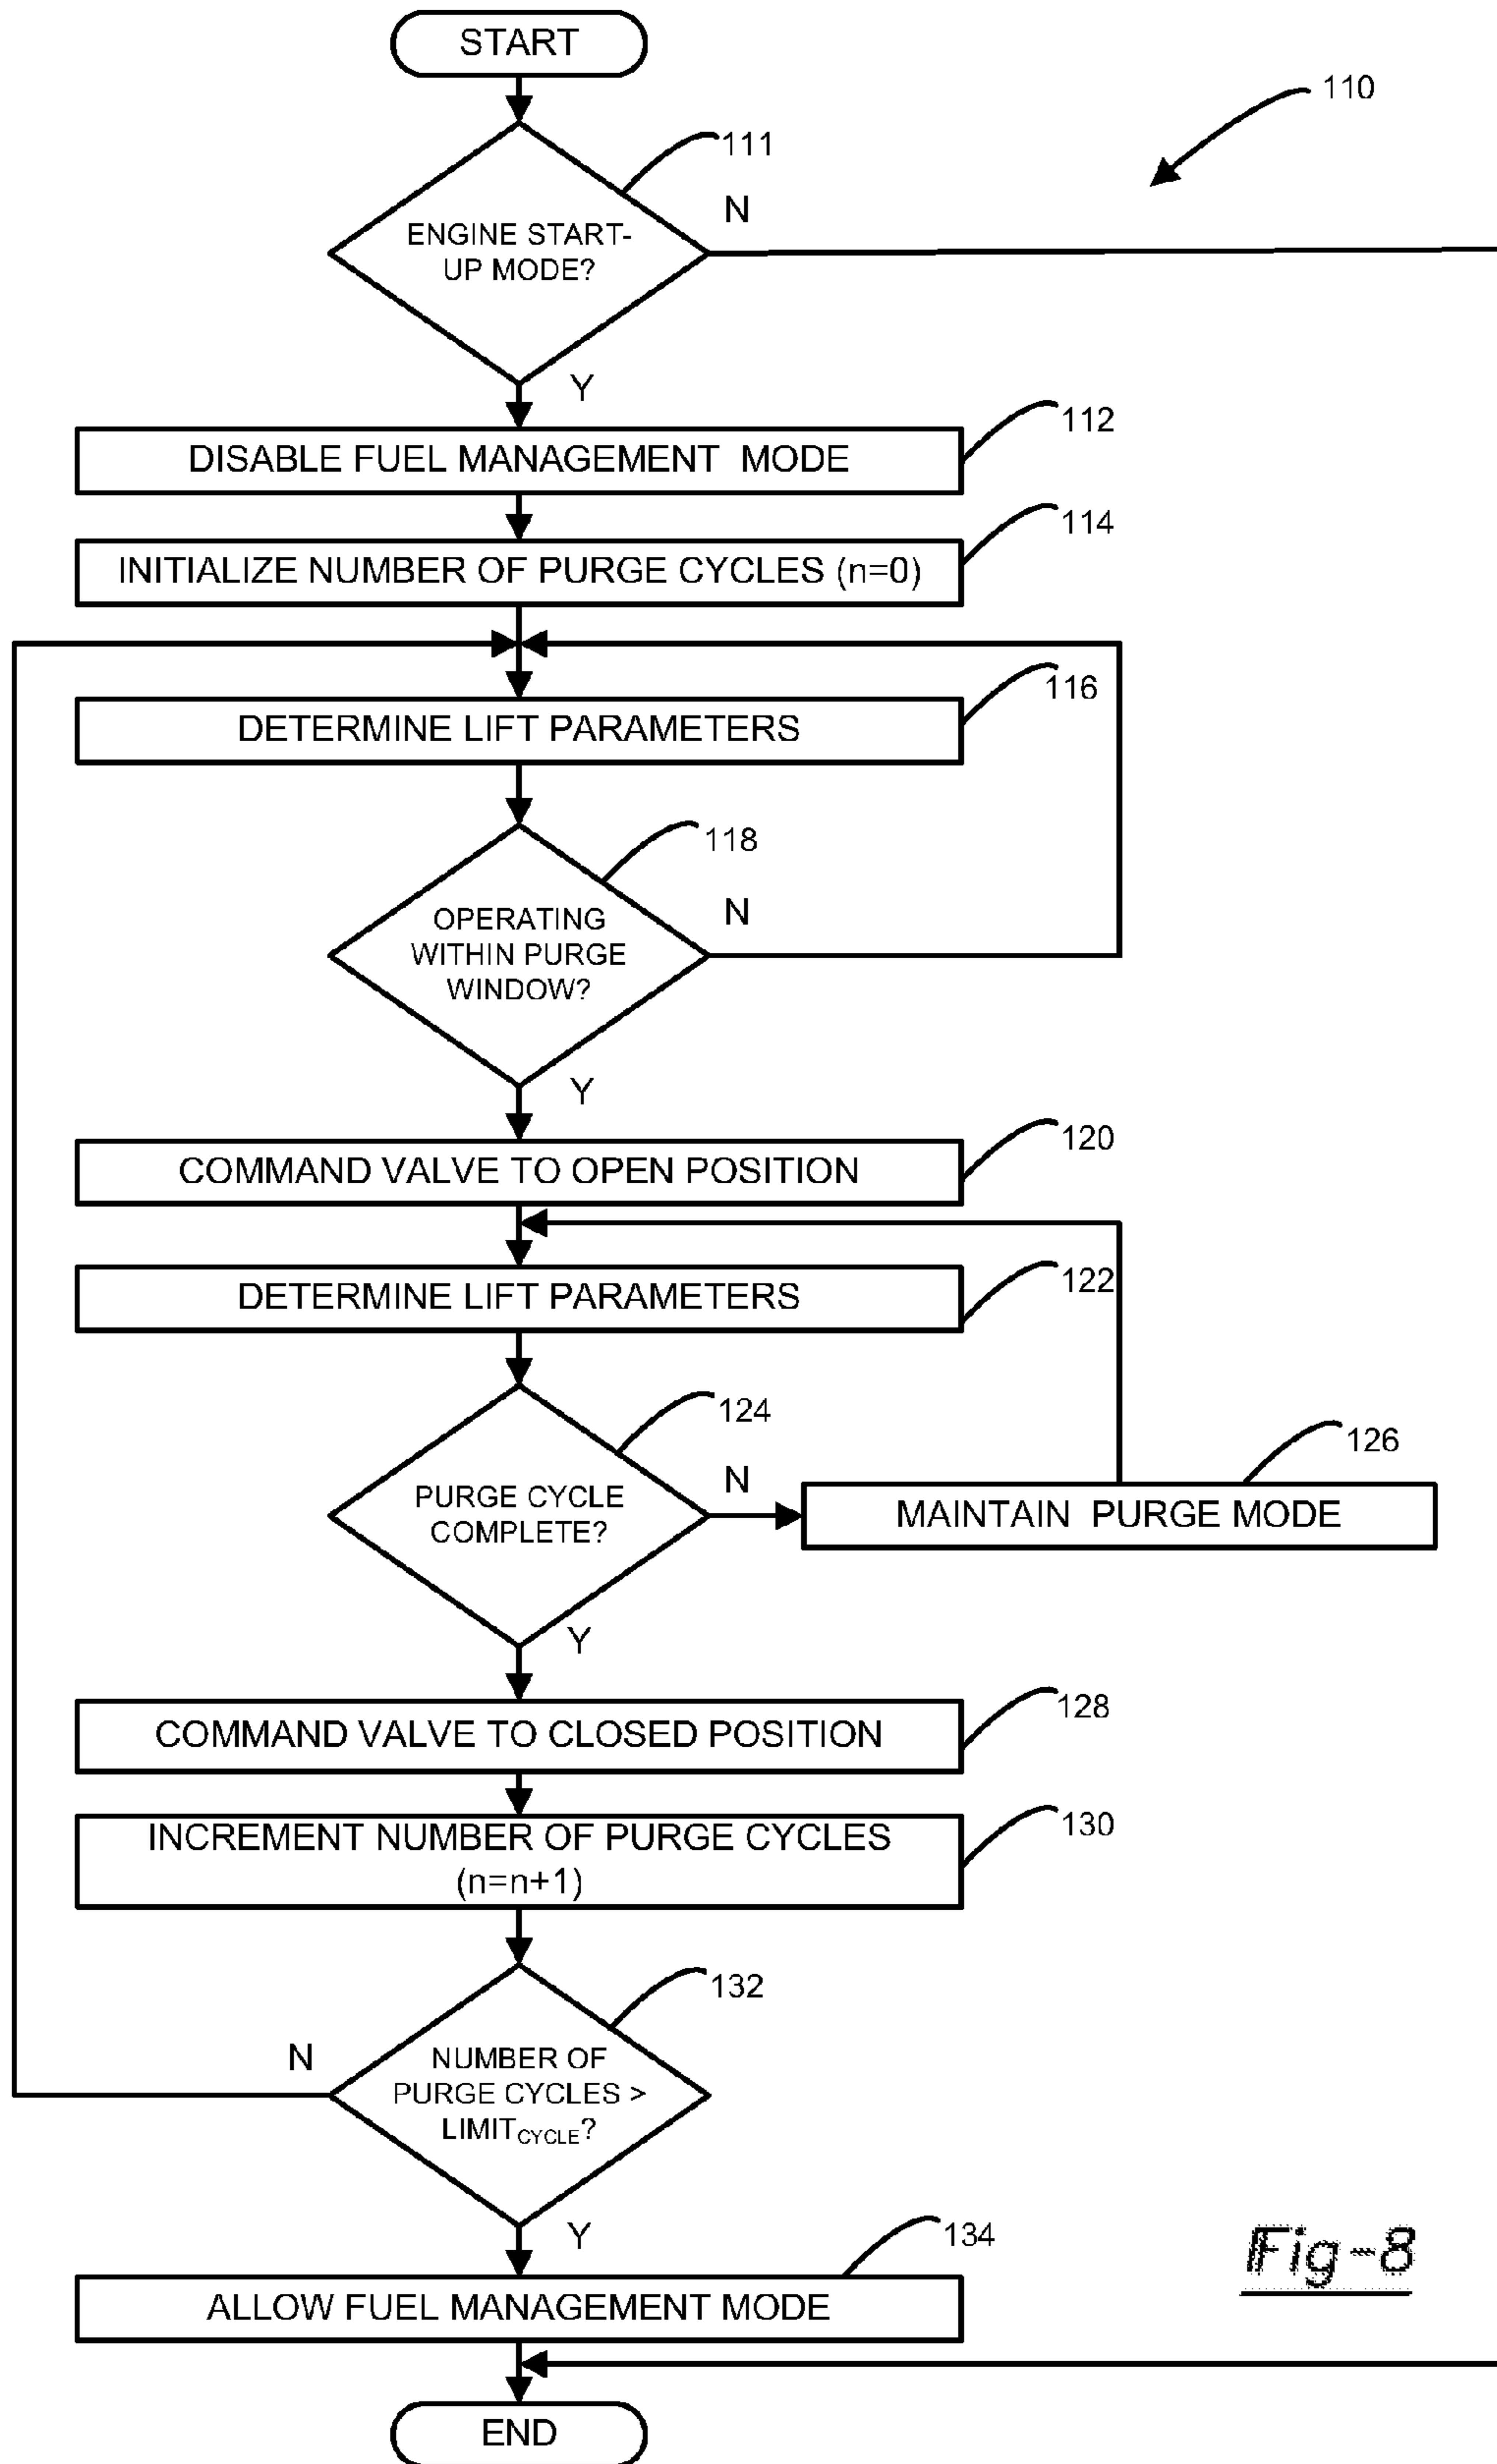 START
110
111
N
ENGINE START-
UP MODE?
Y
112
DISABLE FUEL MANAGEMENT MODE
114
INITIALIZE NUMBER OF PURGE CYCLES (n=0)
116
DETERMINE LIFT PARAMETERS
118
N
OPERATING
WITHIN PURGE
WINDOW?
Y
120
COMMAND VALVE TO OPEN POSITION
122
DETERMINE LIFT PARAMETERS
124
126
N
PURGE CYCLE
COMPLETE?
MAINTAIN PURGE MODE
Y
128
COMMAND VALVE TO CLOSED POSITION
130
INCREMENT NUMBER OF PURGE CYCLES
(n=n+1)
132
N
NUMBER OF
PURGE CYCLES >
LIMITCYCLE?
Y
134
ALLOW FUEL MANAGEMENT MODE
Fig-8
END